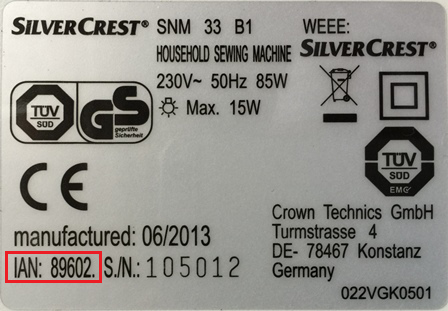 SILVERCREST® SNM 33 B1 WEEE:
HOUSEHOLD SEWING MACHINE SILVERCREST®
230V~ 50Hz 85W
Max. 15W
TÜV
SÜD
GS
geprüfte
Sicherheit
TÜV
SÜD
EMC
CE
manufactured: 06/2013
IAN: 89602. S./N.: 105012
Crown Technics GmbH
Turmstrasse 4
DE- 78467 Konstanz
Germany
022VGK0501